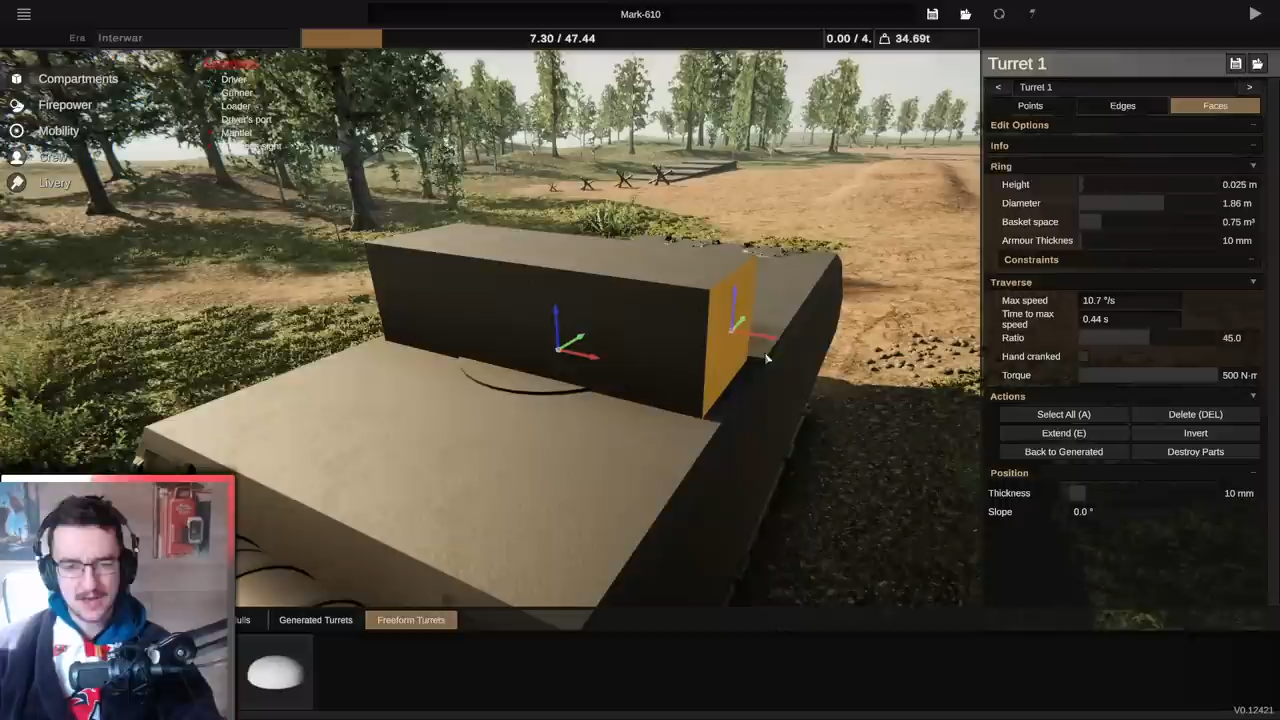 Mark-610
Era Interwar
7.30 / 47.44
0.00 / 4.
34.69t
Compartments
Firepower
Mobility
Crew
Livery
Driver
Gunner
Loader
Driver's port
Mantlet
Turret 1
< Turret 1 >
Points Edges Faces
Edit Options
Info
Ring
Height 0.025 m
Diameter 1.86 m
Basket space 0.75 m³
Armour Thicknes 10 mm
Constraints
Traverse
Max speed 10.7 °/s
Time to max speed 0.44 s
Ratio 45.0
Hand cranked
Torque 500 N·m
Actions
Select All (A) Delete (DEL)
Extend (E) Invert
Back to Generated Destroy Parts
Position
Thickness 10 mm
Slope 0.0 °
ulls Generated Turrets Freeform Turrets
V0.12421